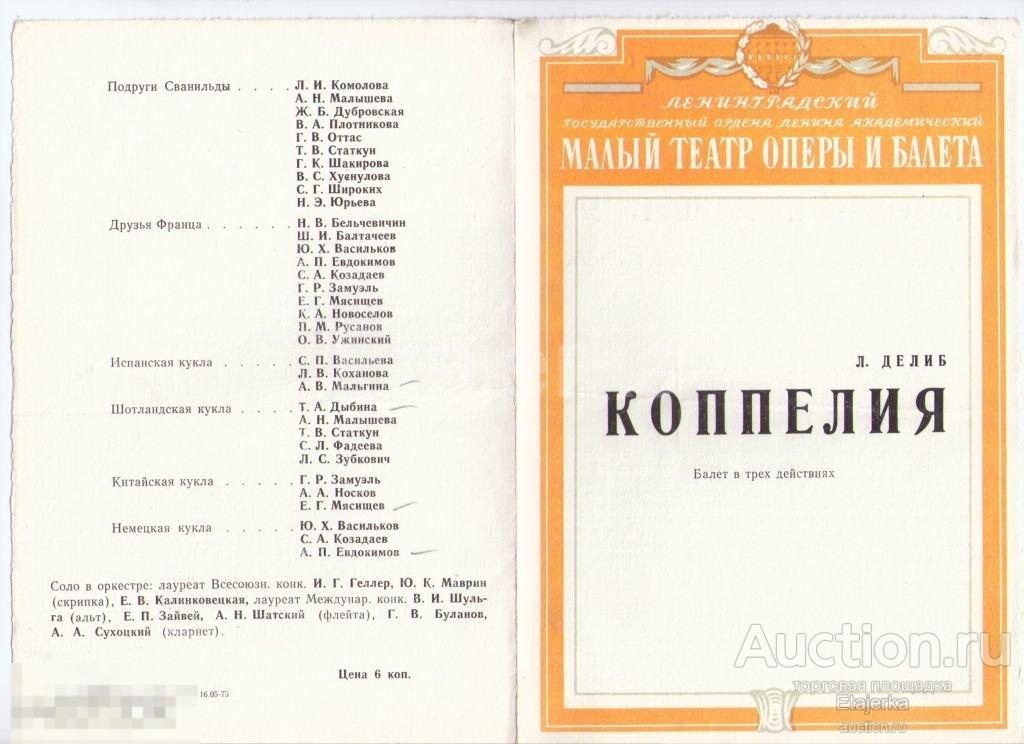 Подруги Сванильды . . . . Л. И. Комолова
А. Н. Малышева
Ж. Б. Дубровская
В. А. Плотникова
Г. В. Оттас
Т. В. Статкун
Г. К. Шакирова
В. С. Хуснулова
С. Г. Широких
Н. Э. Юрьева
Друзья Франца . . . . . . Н. В. Бельчевичин
Ш. И. Балтачеев
Ю. Х. Васильков
А. П. Евдокимов
С. А. Козадаев
Г. Р. Замуэль
Е. Г. Мясищев
К. А. Новоселов
П. М. Русанов
О. В. Ужинский
Испанская кукла . . . . . С. П. Васильева
Л. В. Коханова
А. В. Мальгина
Шотландская кукла . . . . Т. А. Дыбина
А. Н. Малышева
Т. В. Статкун
С. Л. Фадеева
Л. С. Зубкович
Китайская кукла . . . . . Г. Р. Замуэль
А. А. Носков
Е. Г. Мясищев
Немецкая кукла . . . . . Ю. Х. Васильков
С. А. Козадаев
А. П. Евдокимов
Соло в оркестре: лауреат Всесоюзн. конк. И. Г. Геллер, Ю. К. Маврин
(скрипка), Е. В. Калинковецкая, лауреат Междунар. конк. В. И. Шуль-
га (альт), Е. П. Зайвей, А. Н. Шатский (флейта), Г. В. Буланов,
А. А. Сухоцкий (кларнет).
Цена 6 коп.
16.05-75
ЛЕНИНГРАДСКИЙ
ГОСУДАРСТВЕННЫЙ ОРДЕНА ЛЕНИНА АКАДЕМИЧЕСКИЙ
МАЛЫЙ ТЕАТР ОПЕРЫ И БАЛЕТА
Л. ДЕЛИБ
КОППЕЛИЯ
Балет в трех действиях
Auction.ru
торговая площадка
Etajerka
auction.ru